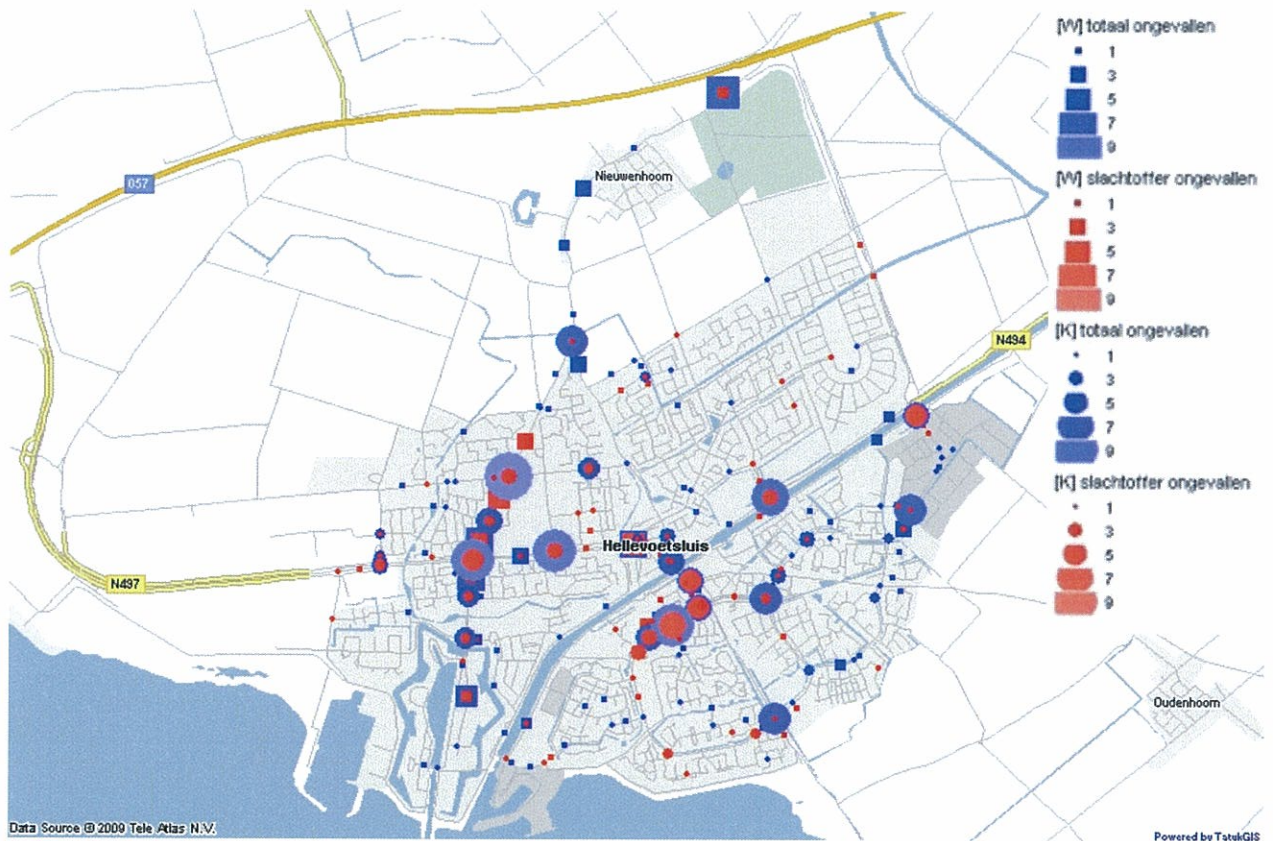 [W] totaal ongevallen
1
3
5
7
9
[W] slachtoffer ongevallen
1
3
5
7
9
[K] totaal ongevallen
1
3
5
7
9
[K] slachtoffer ongevallen
1
3
5
7
9
057
Nieuwenhoorn
N494
Hellevoetsluis
N497
Oudenhoorn
Data Source © 2009 Tele Atlas N.V.
Powered by TatukGIS